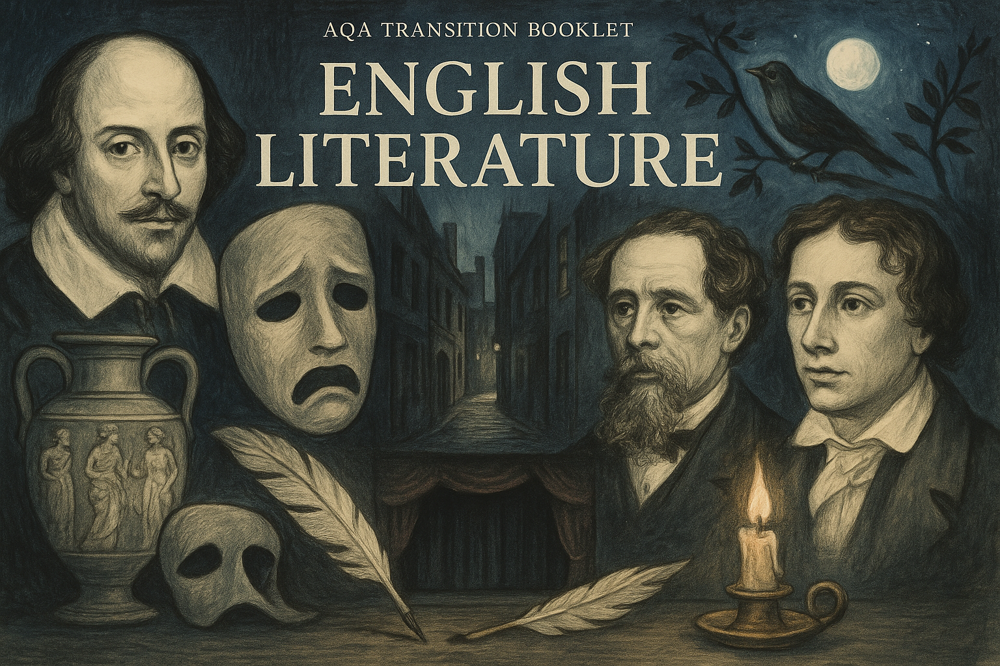 AQA TRANSITION BOOKLET
ENGLISH
LITERATURE